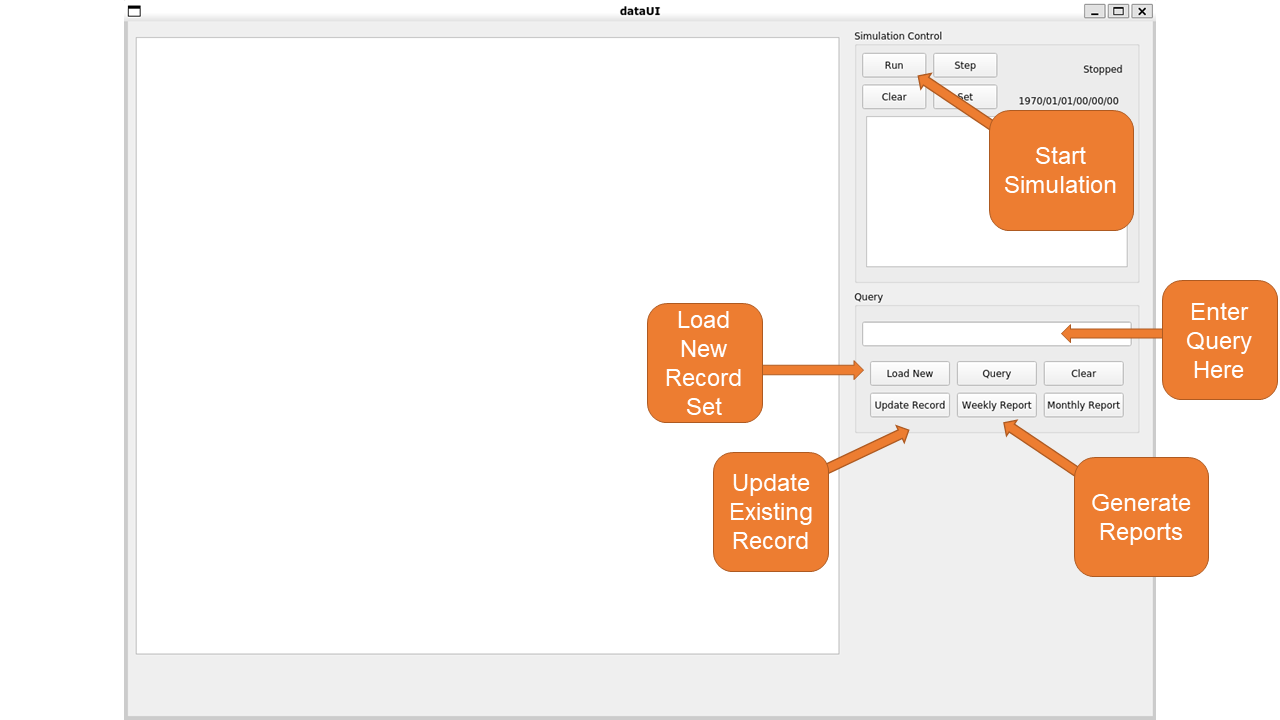 dataUI
Simulation Control
Run
Step
Stopped
Clear
Set
1970/01/01/00/00/00
Start
Simulation
Query
Load
New
Record
Set
Enter
Query
Here
Load New
Query
Clear
Update Record
Weekly Report
Monthly Report
Update
Existing
Record
Generate
Reports